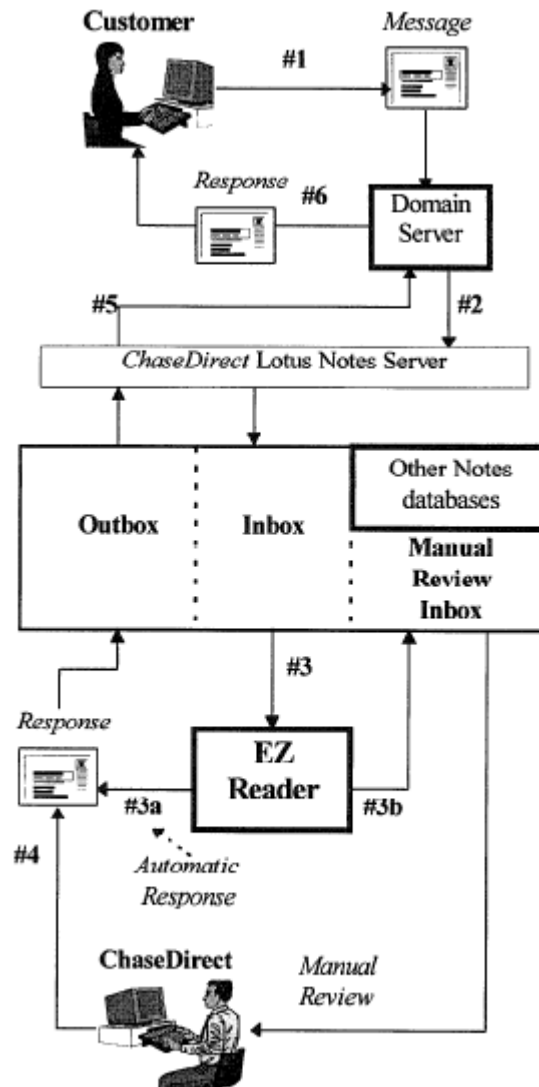 Customer
Message
#1
Response
#6
Domain
Server
#5
#2
ChaseDirect Lotus Notes Server
Other Notes
databases
Outbox
Inbox
Manual
Review
Inbox
#3
Response
EZ
Reader
#3a
#3b
#4
Automatic
Response
ChaseDirect
Manual
Review